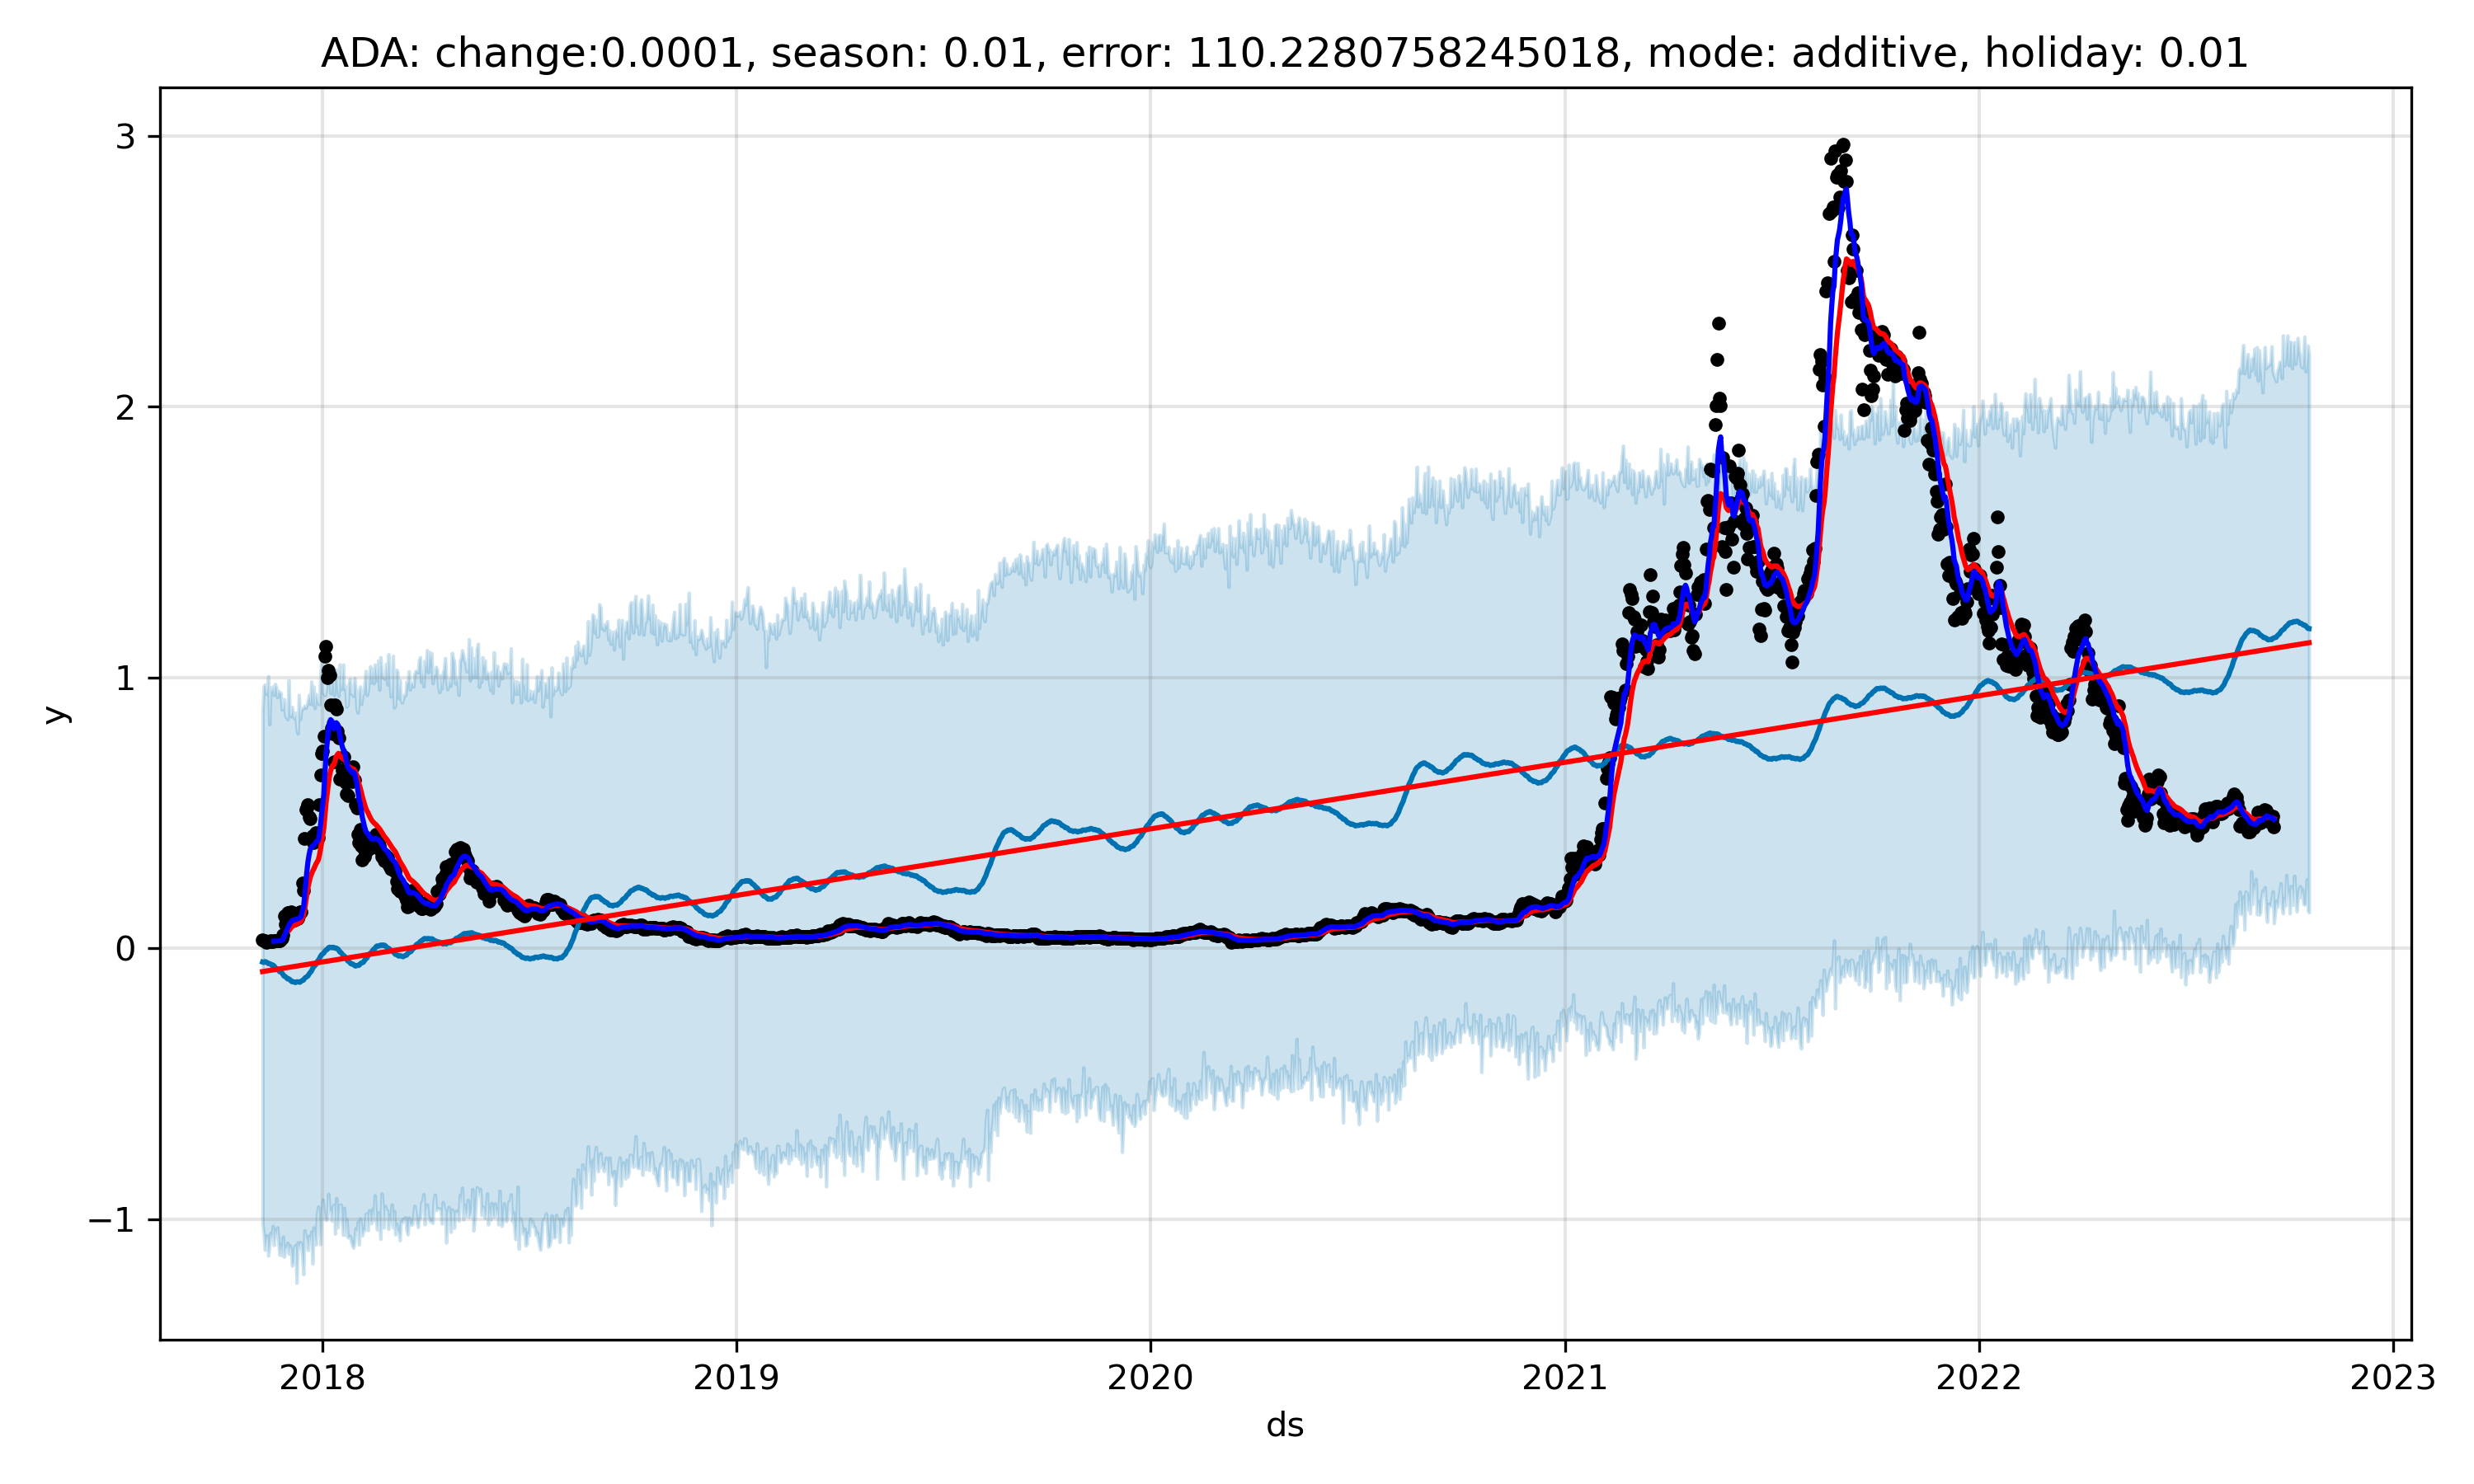 ADA: change:0.0001, season: 0.01, error: 110.2280758245018, mode: additive, holiday: 0.01
3
2
1
0
−1
y
2018 2019 2020 2021 2022 2023
ds